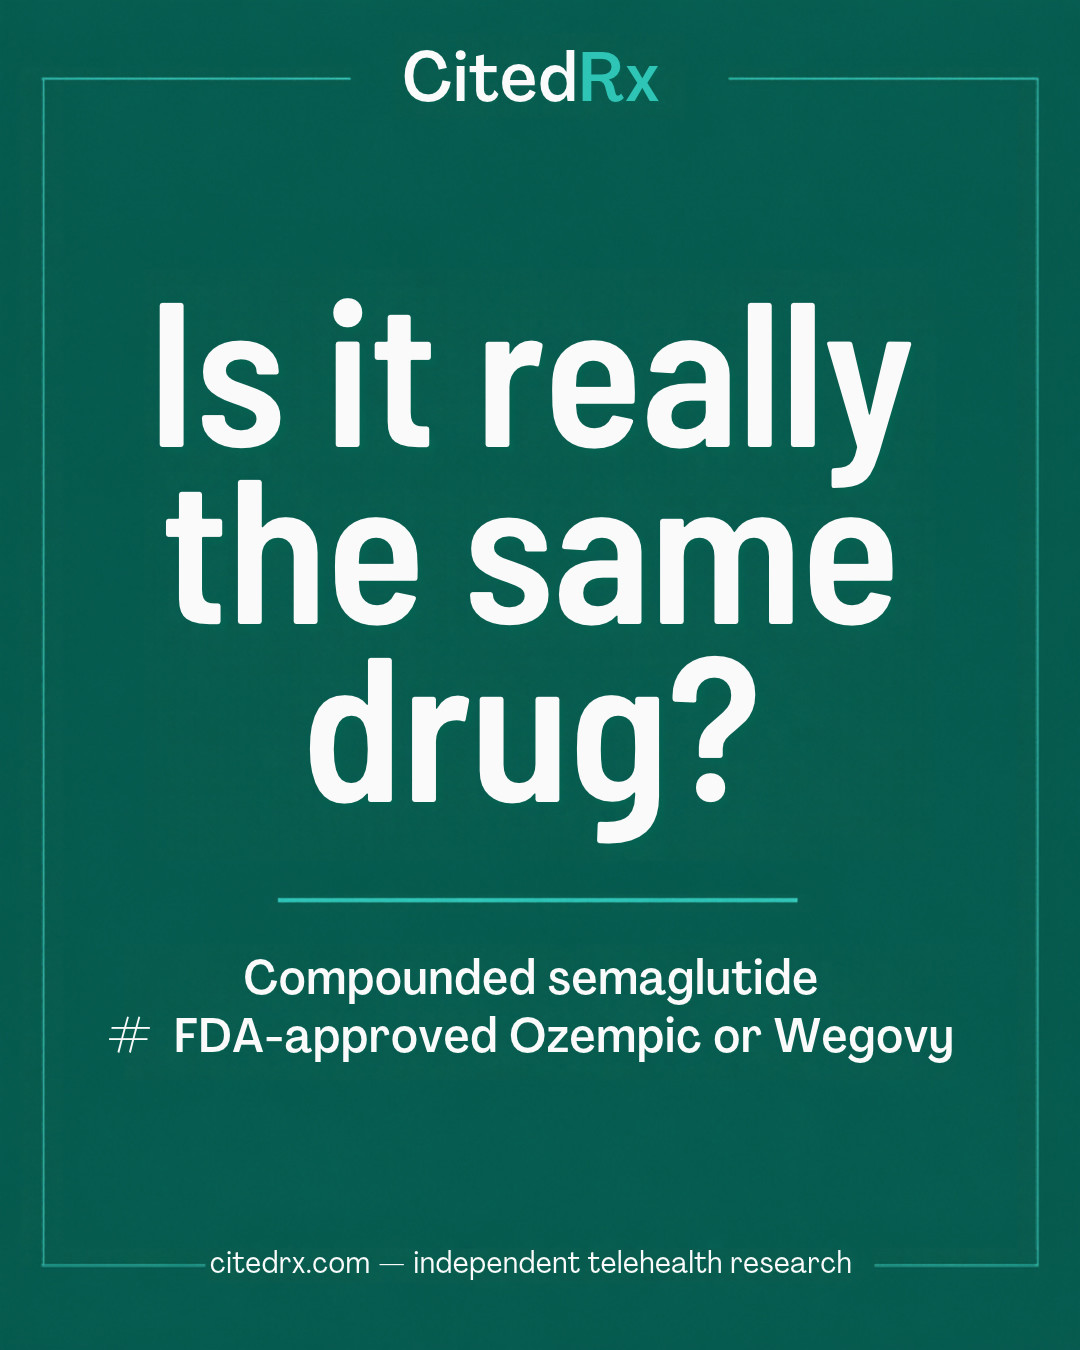 CitedRx
Is it really
the same
drug?
Compounded semaglutide
# FDA-approved Ozempic or Wegovy
citedrx.com — independent telehealth research